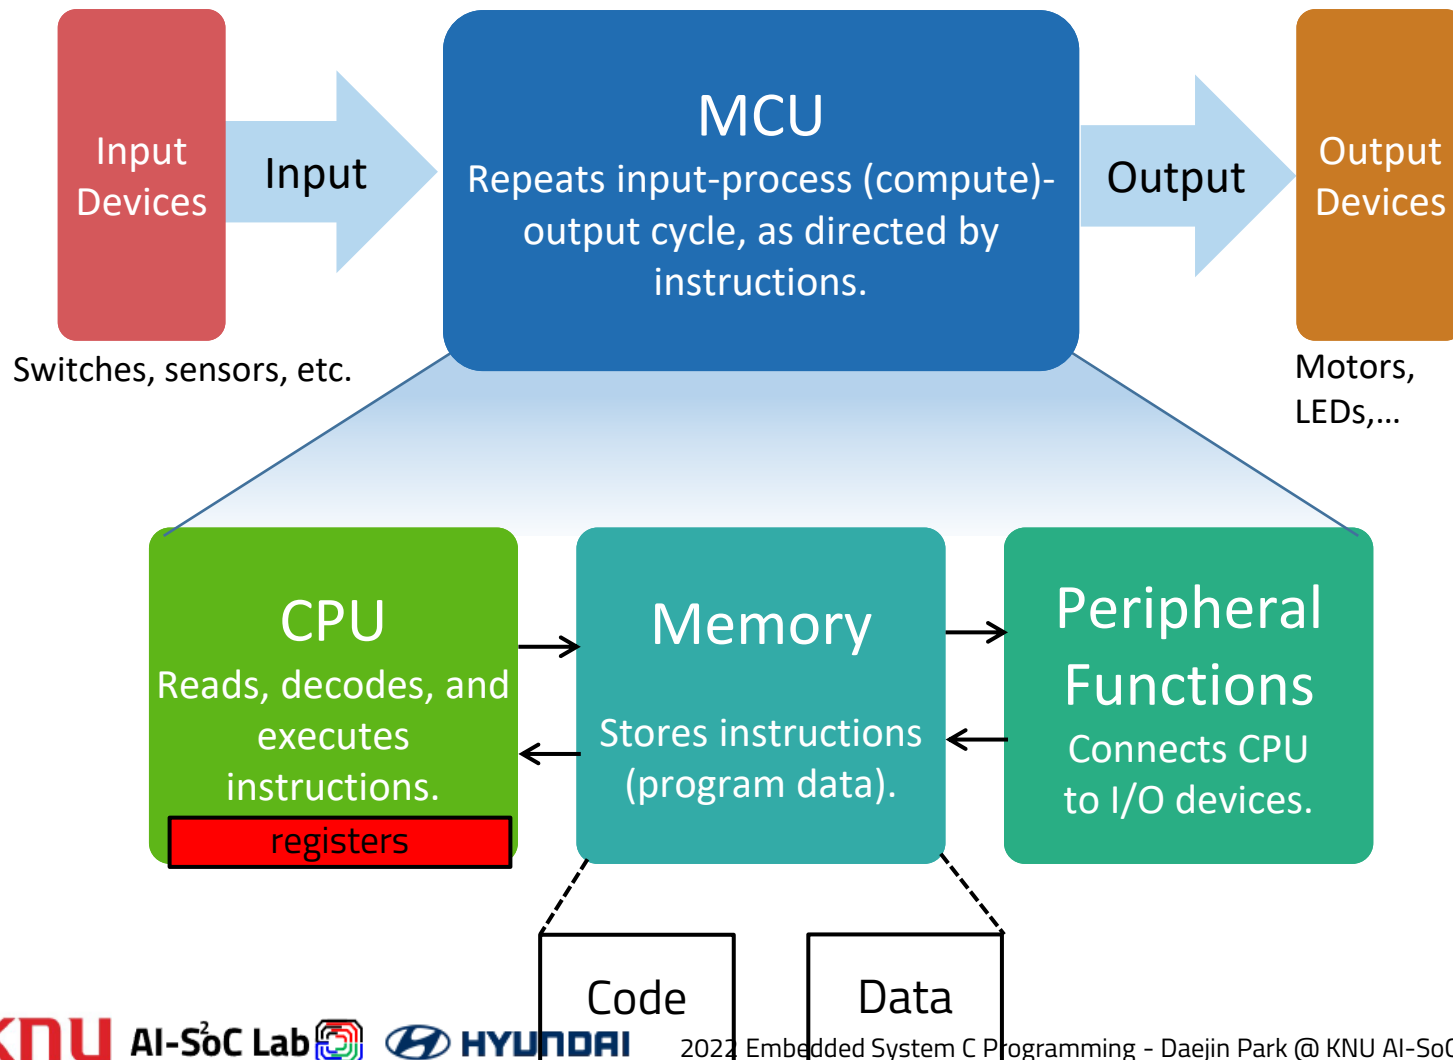 Input
Devices
Input
MCU
Repeats input-process (compute)-
output cycle, as directed by
instructions.
Output
Output
Devices
Switches, sensors, etc.
Motors,
LEDs,...
CPU
Reads, decodes, and
executes
instructions.
registers
Memory
Stores instructions
(program data).
Peripheral
Functions
Connects CPU
to I/O devices.
Code
Data
KNU AI-S²oC Lab HYUNDAI
2022 Embedded System C Programming - Daejin Park @ KNU AI-SoC